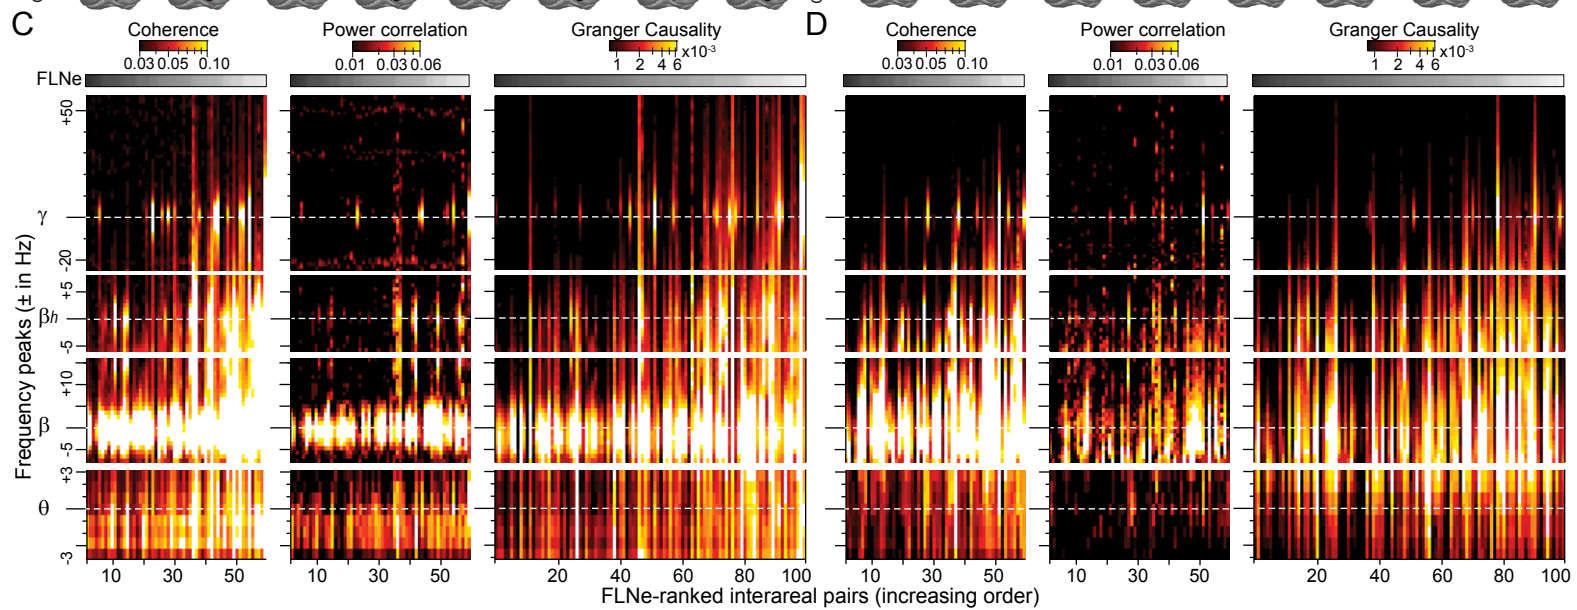 C
Coherence
0.03 0.05 0.10
Power correlation
0.01 0.03 0.06
Granger Causality
1 2 4 6 x10⁻³
D
Coherence
0.03 0.05 0.10
Power correlation
0.01 0.03 0.06
Granger Causality
1 2 4 6 x10⁻³
FLNe
Frequency peaks (± in Hz)
+50
γ
-20
+5
βh
-5
+10
β
-5
+3
θ
-3
10 30 50
10 30 50
20 40 60 80 100
10 30 50
10 30 50
20 40 60 80 100
FLNe-ranked interareal pairs (increasing order)